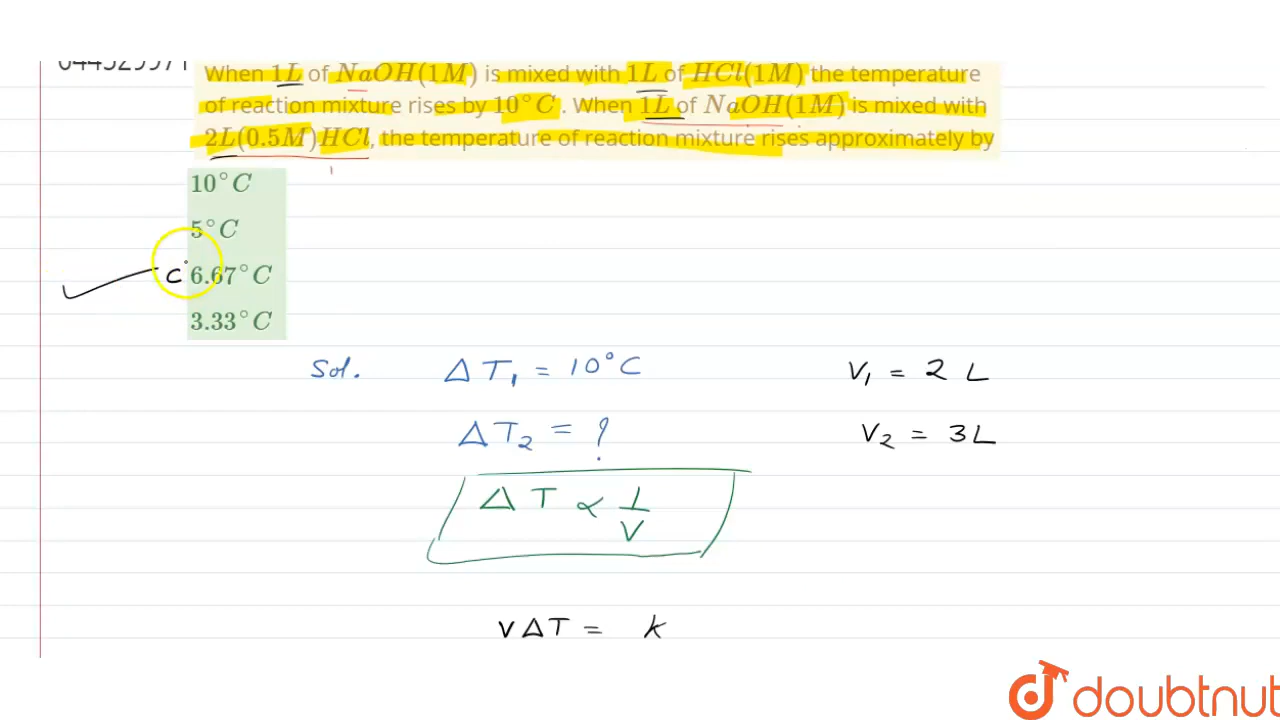 When 1L of NaOH(1M) is mixed with 1L of HCl(1M) the temperature
of reaction mixture rises by 10°C. When 1L of NaOH(1M) is mixed with
2L(0.5M)HCl, the temperature of reaction mixture rises approximately by
10°C
5°C
C 6.67°C
3.33°C
Sol. ΔT₁ = 10°C V₁ = 2 L
ΔT₂ = ? V₂ = 3L
ΔT ∝ 1/V
VΔT = k
doubtnut